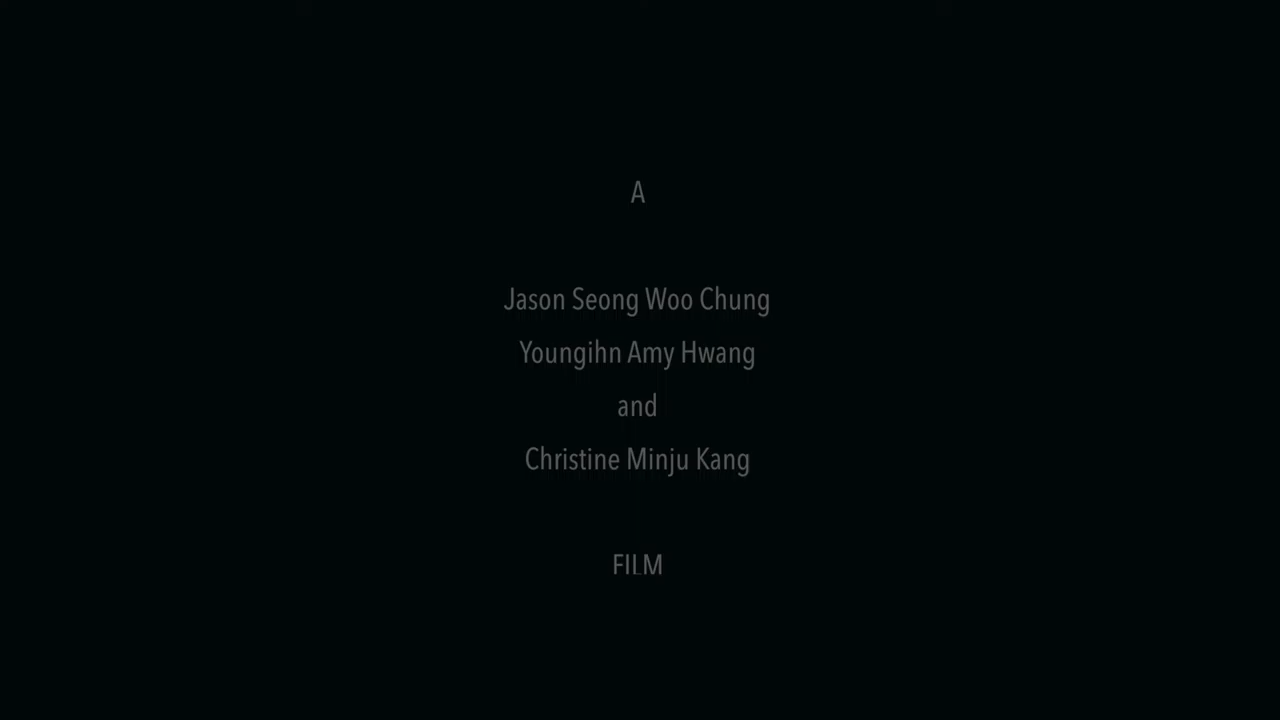 A
Jason Seong Woo Chung
Youngihn Amy Hwang
and
Christine Minju Kang
FILM